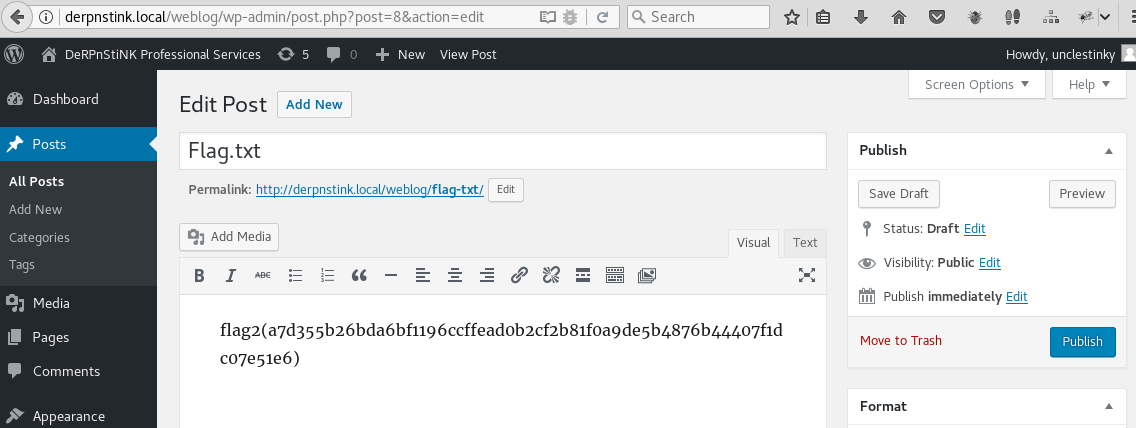 derpnstink.local/weblog/wp-admin/post.php?post=8&action=edit
Search
DeRPnStiNK Professional Services
5
0
New
View Post
Howdy, unclestinky
Dashboard
Posts
All Posts
Add New
Categories
Tags
Media
Pages
Comments
Appearance
Screen Options
Help
Edit Post
Add New
Flag.txt
Permalink: http://derpnstink.local/weblog/flag-txt/ Edit
Add Media
Visual
Text
B I ABC
flag2(a7d355b26bda6bf1196ccffead0b2cf2b81f0a9de5b4876b44407f1d
c07e51e6)
Publish
Save Draft
Preview
Status: Draft Edit
Visibility: Public Edit
Publish immediately Edit
Move to Trash
Publish
Format